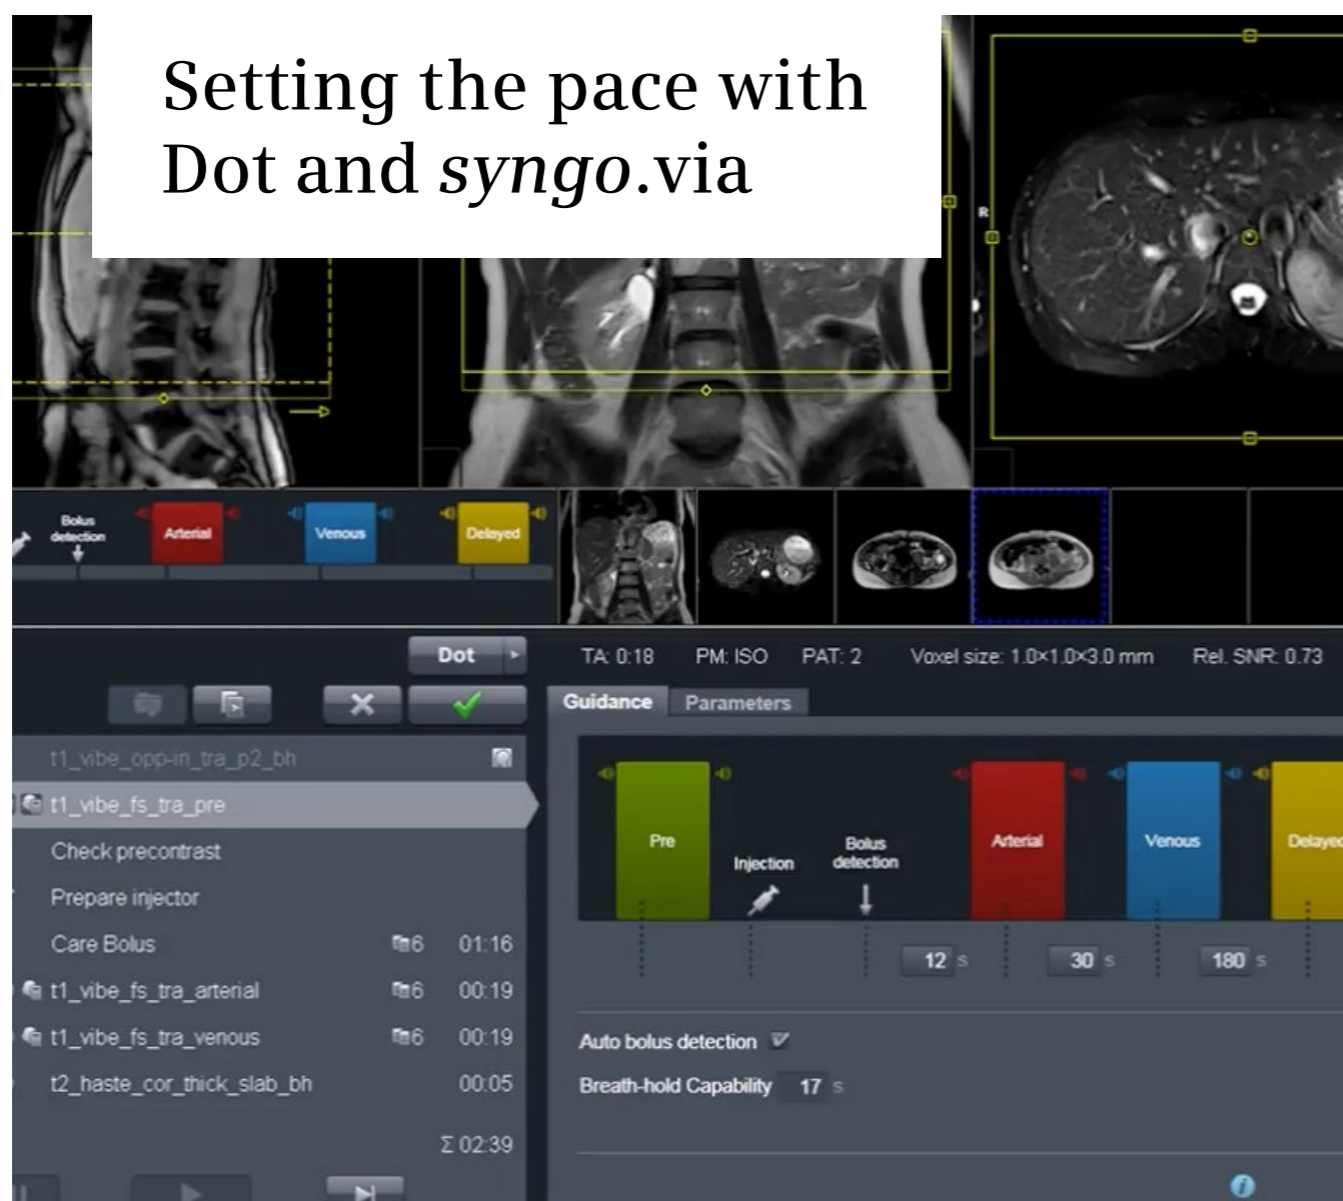 Setting the pace with
Dot and syngo.via
R
Bolus
detection
Arterial
Venous
Delayed
Dot
TA: 0:18 PM: ISO PAT: 2 Voxel size: 1.0×1.0×3.0 mm Rel. SNR: 0.73
Guidance Parameters
t1_vibe_opp-in_tra_p2_bh
t1_vibe_fs_tra_pre
Check precontrast
Prepare injector
Care Bolus 6 01:16
t1_vibe_fs_tra_arterial 6 00:19
t1_vibe_fs_tra_venous 6 00:19
t2_haste_cor_thick_slab_bh 00:05
Σ 02:39
Pre
Injection
Bolus
detection
Arterial
Venous
Delayed
12 s 30 s 180 s
Auto bolus detection
Breath-hold Capability 17 s